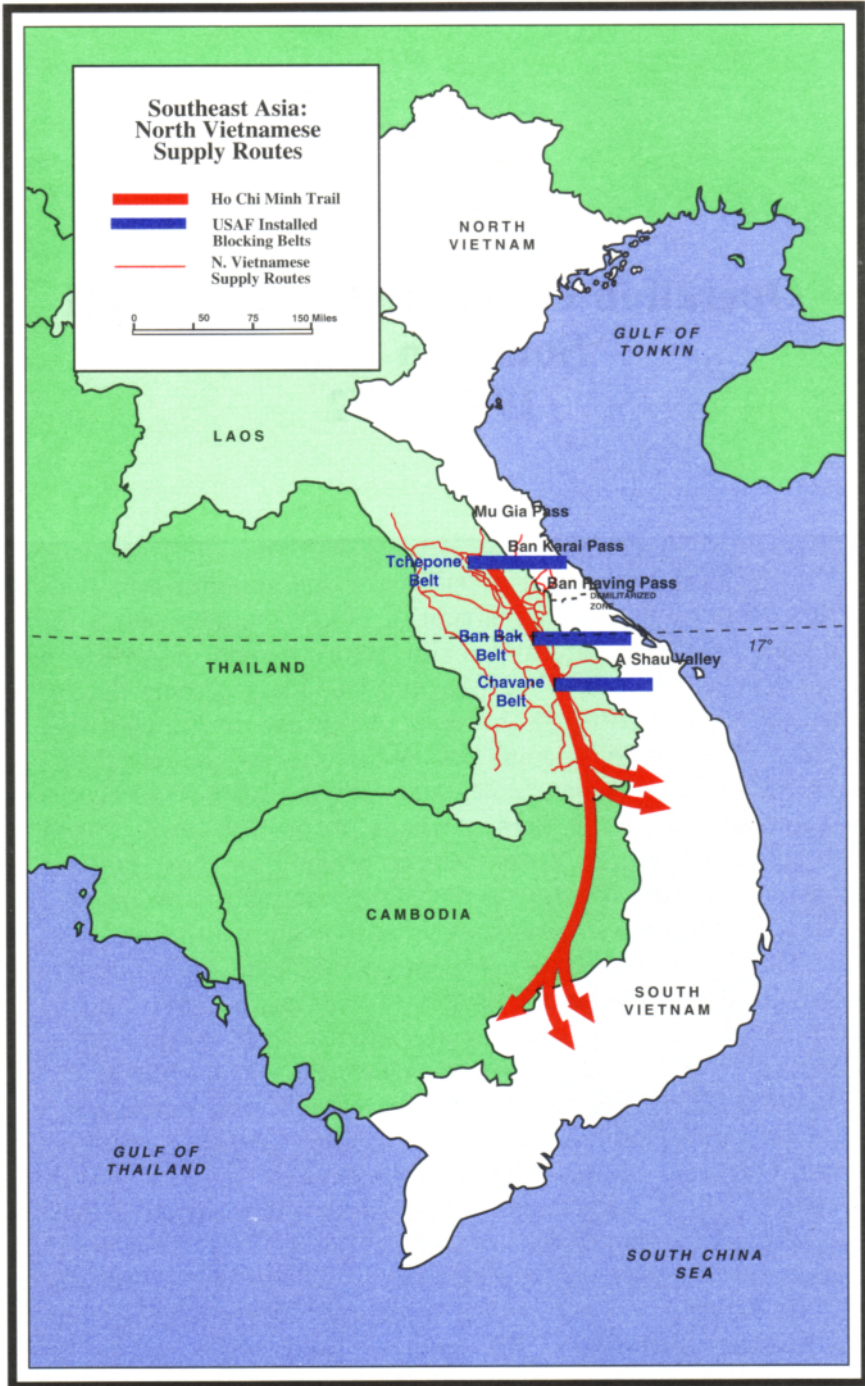 Southeast Asia:
North Vietnamese
Supply Routes
Ho Chi Minh Trail
USAF Installed
Blocking Belts
N. Vietnamese
Supply Routes
0 50 75 150 Miles
NORTH
VIETNAM
GULF OF
TONKIN
LAOS
Mu Gia Pass
Ban Karai Pass
Tchepone
Belt
Ban Raving Pass
DEMILITARIZED
ZONE
Ban Bak
Belt
17°
THAILAND
A Shau Valley
Chavane
Belt
CAMBODIA
SOUTH
VIETNAM
GULF OF
THAILAND
SOUTH CHINA
SEA